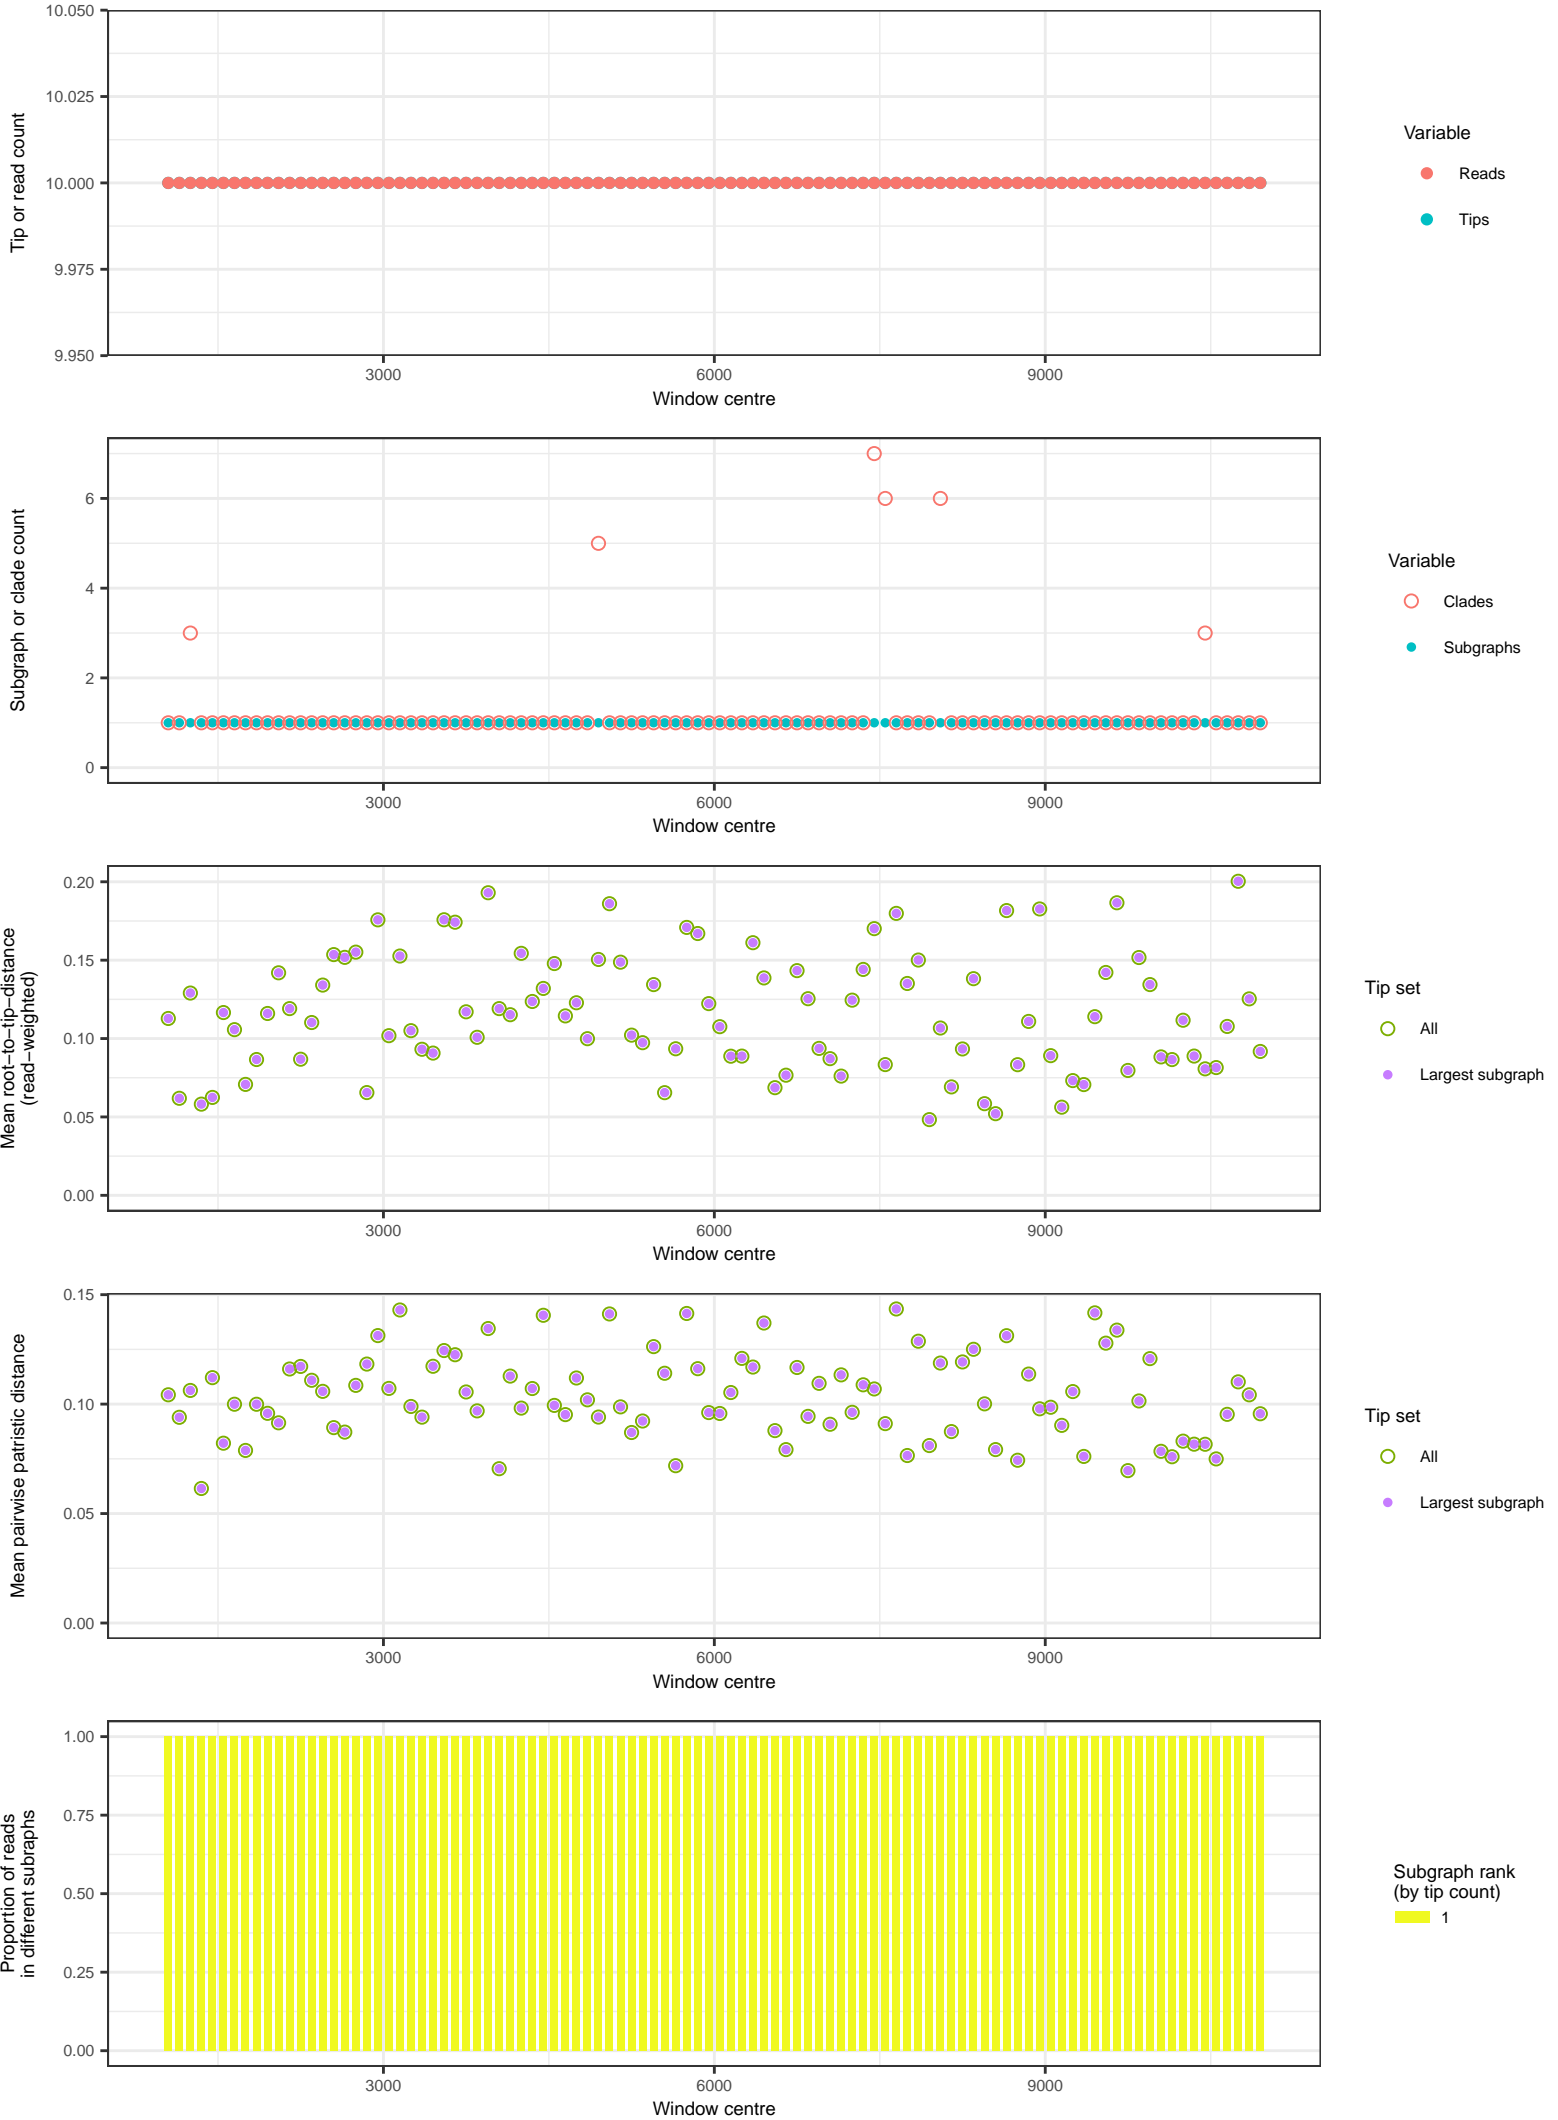 10.050
10.025
10.000
9.975
9.950
Tip or read count
3000
6000
9000
Window centre
Variable
Reads
Tips
6
4
2
0
Subgraph or clade count
3000
6000
9000
Window centre
Variable
Clades
Subgraphs
0.20
0.15
0.10
0.05
0.00
Mean root−to−tip−distance
(read−weighted)
3000
6000
9000
Window centre
Tip set
All
Largest subgraph
0.15
0.10
0.05
0.00
Mean pairwise patristic distance
3000
6000
9000
Window centre
Tip set
All
Largest subgraph
1.00
0.75
0.50
0.25
0.00
Proportion of reads
in different subraphs
3000
6000
9000
Window centre
Subgraph rank
(by tip count)
1